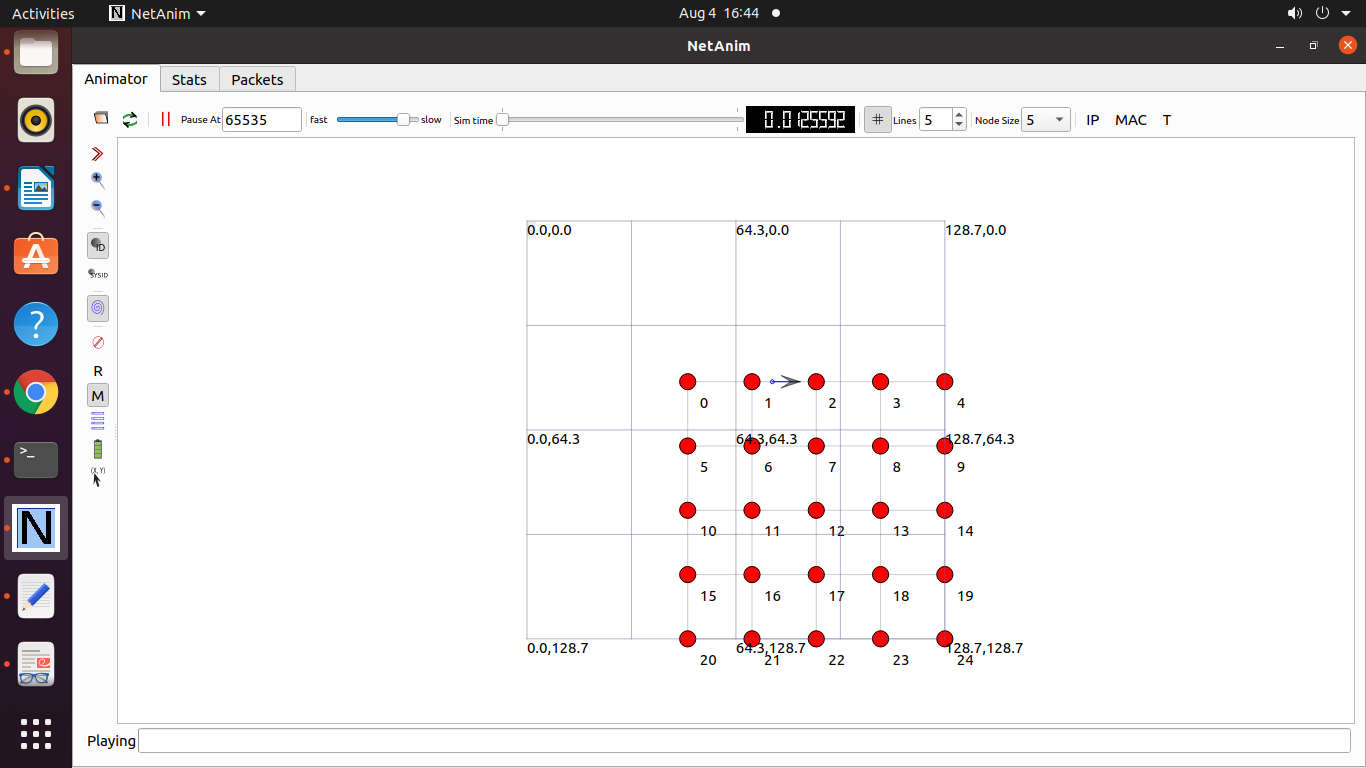 Activities NetAnim Aug 4 16:44
NetAnim
Animator Stats Packets
Pause At 65535 fast slow Sim time 0.0125592 # Lines 5 Node Size 5 IP MAC T
ID
SYSID
R
M
(X, Y)
0.0,0.0 64.3,0.0 128.7,0.0
0 1 2 3 4
0.0,64.3 64.3,64.3 128.7,64.3
5 6 7 8 9
10 11 12 13 14
15 16 17 18 19
0.0,128.7 64.3,128.7 128.7,128.7
20 21 22 23 24
>_
N
Playing